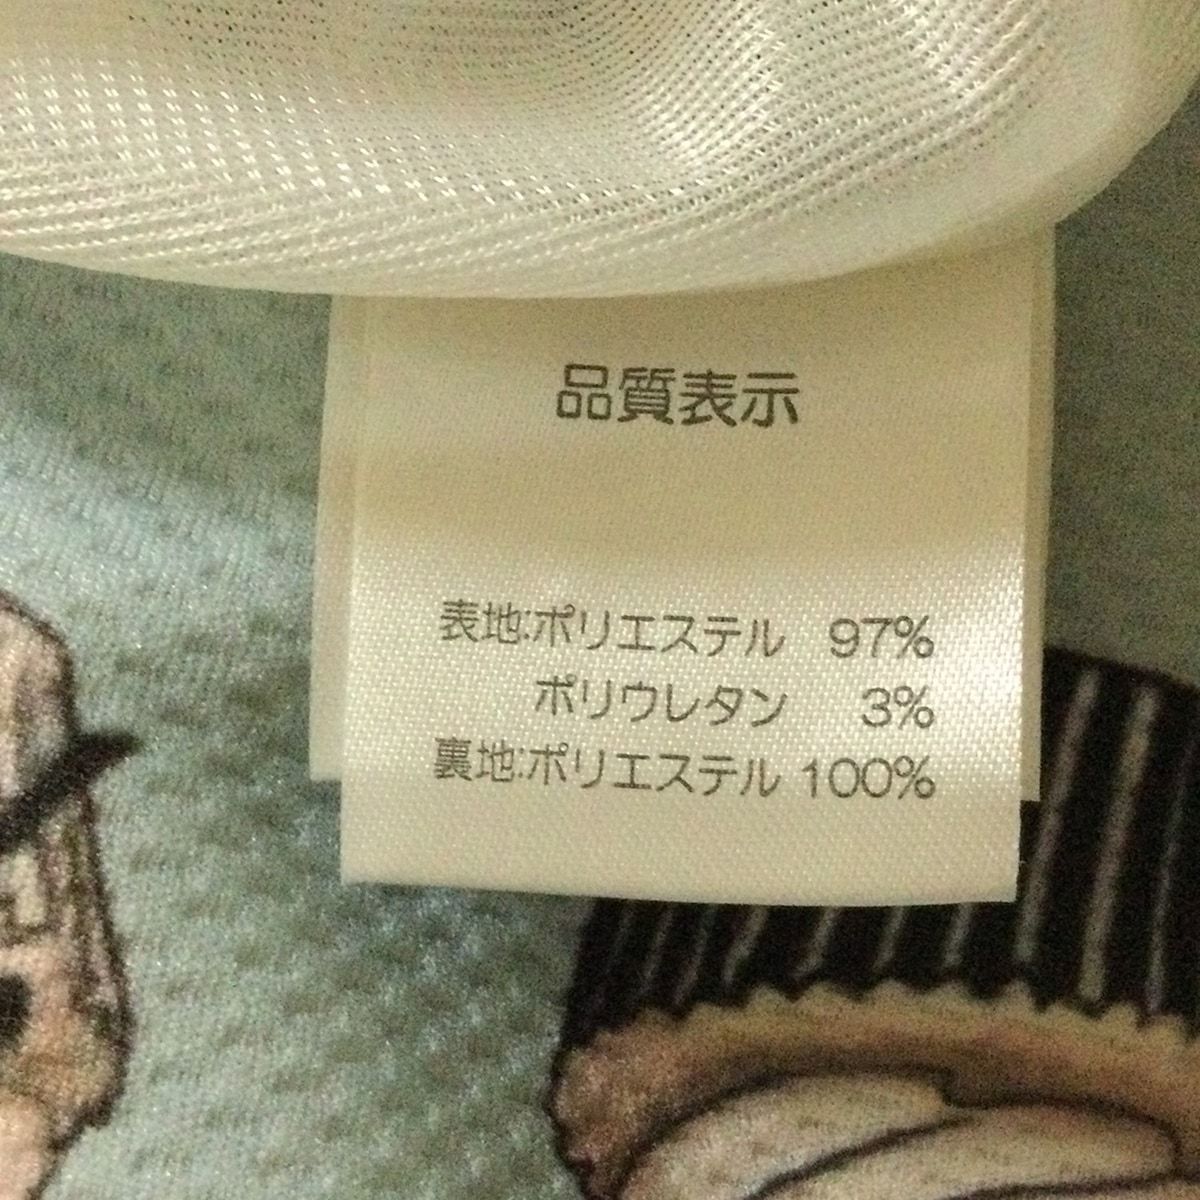 品質表示
表地:ポリエステル 97%
ポリウレタン 3%
裏地:ポリエステル 100%